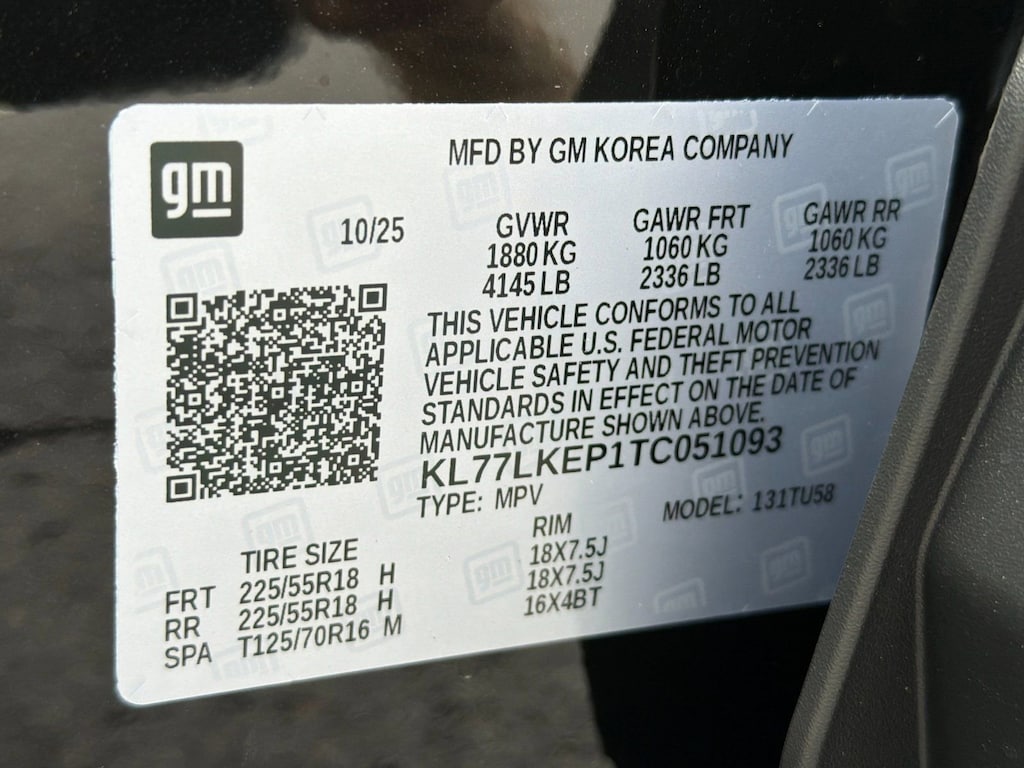 gm
MFD BY GM KOREA COMPANY
10/25 GVWR GAWR FRT GAWR RR
1880 KG 1060 KG 1060 KG
4145 LB 2336 LB 2336 LB
THIS VEHICLE CONFORMS TO ALL
APPLICABLE U.S. FEDERAL MOTOR
VEHICLE SAFETY AND THEFT PREVENTION
STANDARDS IN EFFECT ON THE DATE OF
MANUFACTURE SHOWN ABOVE.
KL77LKEP1TC051093
TYPE: MPV MODEL: 131TU58
TIRE SIZE RIM
FRT 225/55R18 H 18X7.5J
RR 225/55R18 H 18X7.5J
SPA T125/70R16 M 16X4BT